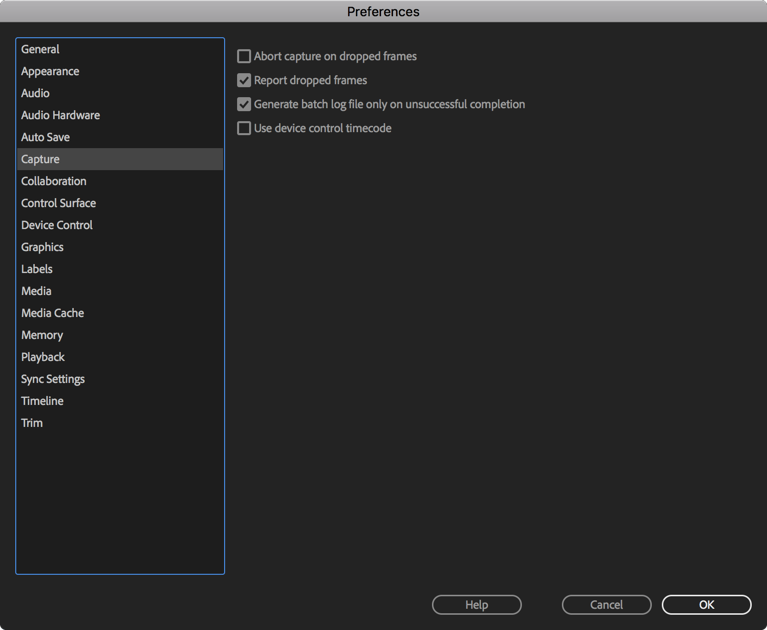 Preferences
General
Appearance
Audio
Audio Hardware
Auto Save
Capture
Collaboration
Control Surface
Device Control
Graphics
Labels
Media
Media Cache
Memory
Playback
Sync Settings
Timeline
Trim
Abort capture on dropped frames
Report dropped frames
Generate batch log file only on unsuccessful completion
Use device control timecode
Help
Cancel
OK